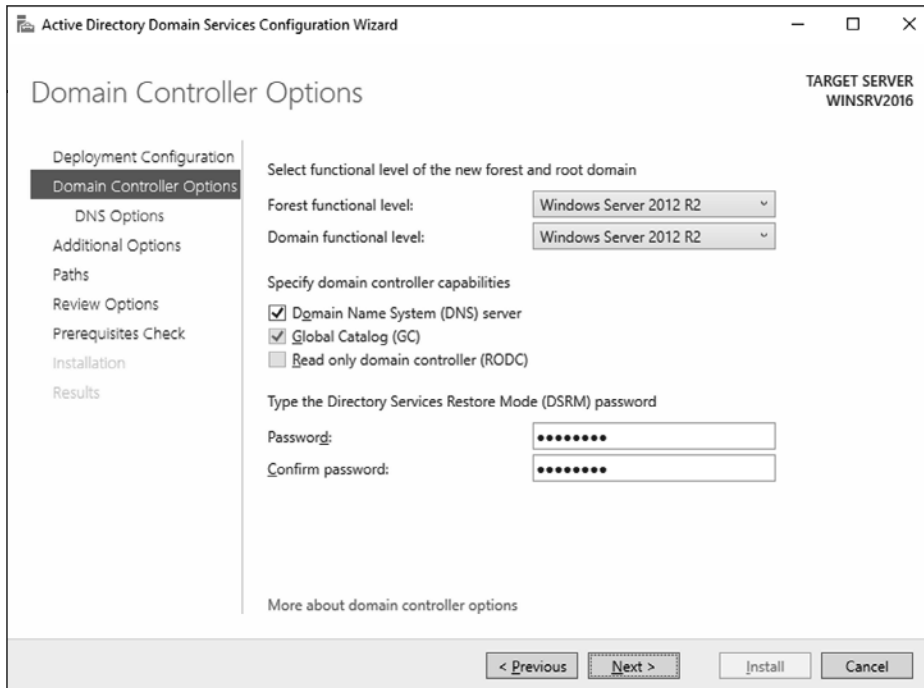 Active Directory Domain Services Configuration Wizard
Domain Controller Options
TARGET SERVER
WINSRV2016
Deployment Configuration
Domain Controller Options
DNS Options
Additional Options
Paths
Review Options
Prerequisites Check
Installation
Results
Select functional level of the new forest and root domain
Forest functional level: Windows Server 2012 R2
Domain functional level: Windows Server 2012 R2
Specify domain controller capabilities
Domain Name System (DNS) server
Global Catalog (GC)
Read only domain controller (RODC)
Type the Directory Services Restore Mode (DSRM) password
Password: ••••••••
Confirm password: ••••••••
More about domain controller options
< Previous Next > Install Cancel